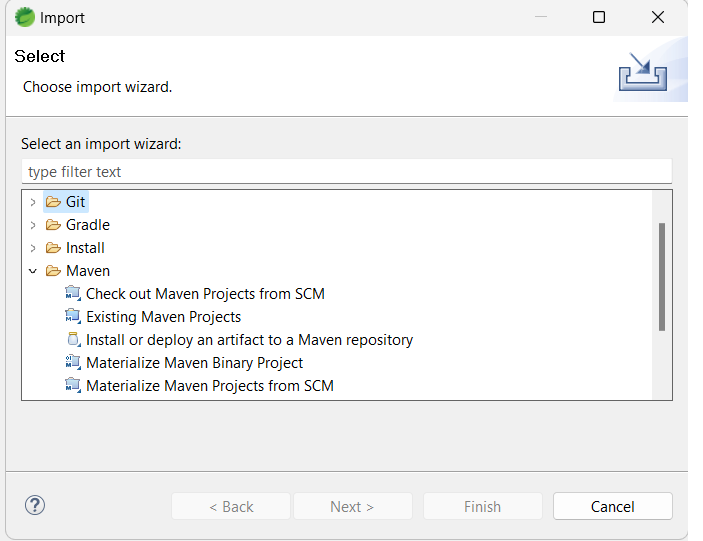 Import
Select
Choose import wizard.
Select an import wizard:
type filter text
Git
Gradle
Install
Maven
Check out Maven Projects from SCM
Existing Maven Projects
Install or deploy an artifact to a Maven repository
Materialize Maven Binary Project
Materialize Maven Projects from SCM
? < Back Next > Finish Cancel